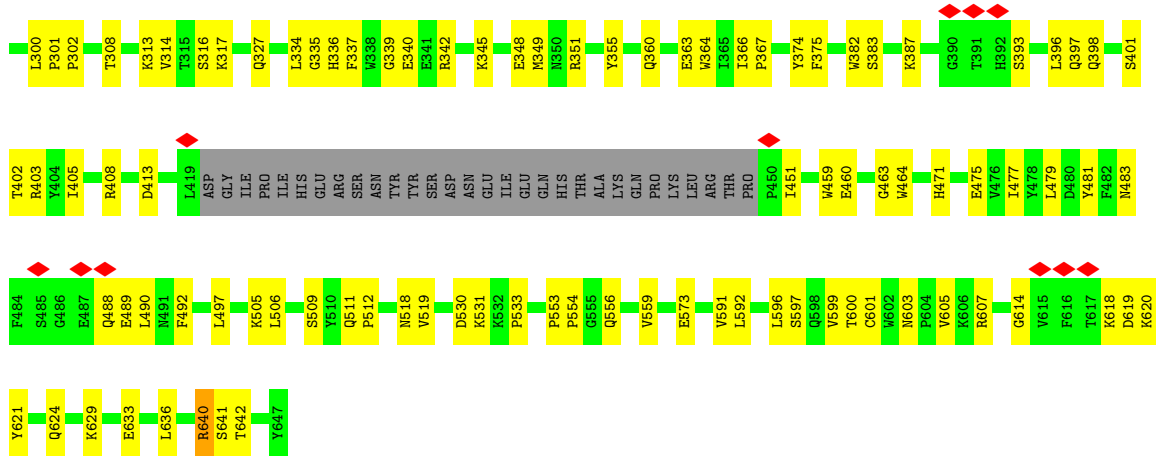 L300 P301 P302 T308 K313 V314 T315 S316 K317 Q327 L334 G335 H336 F337 W338 G339 E340 E341 R342 K345 E348 M349 N350 R351 Y355 Q360 E363 W364 I365 I366 P367 Y374 F375 W382 S383 K387 G390 T391 H392 S393 L396 Q397 Q398 S401
T402 R403 Y404 I405 R408 D413 L419 ASP GLY ILE PRO ILE HIS GLU ARG SER ASN TYR TYR SER ASP ASN GLU ILE GLU GLN HIS THR ALA LYS GLN PRO LYS LEU ARG THR PRO P450 I451 W459 E460 G463 W464 H471 E475 V476 I477 Y478 L479 D480 Y481 F482 N483
F484 S485 G486 E487 Q488 E489 L490 N491 F492 L497 K505 L506 S509 Y510 Q511 P512 N518 V519 D530 K531 K532 P533 P553 P554 G555 Q556 V559 E573 V591 L592 L596 S597 Q598 V599 T600 C601 W602 N603 P604 V605 K606 R607 G614 V615 F616 T617 K618 D619 K620
Y621 Q624 K629 E633 L636 R640 S641 T642 Y647